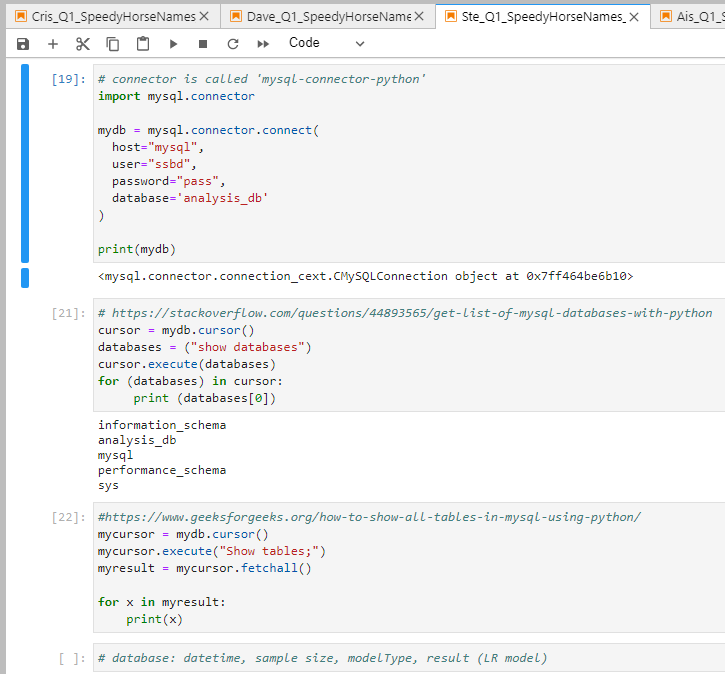 Cris_Q1_SpeedyHorseNames Dave_Q1_SpeedyHorseName Ste_Q1_SpeedyHorseNames_ Ais_Q1_S
Code
[19]: # connector is called 'mysql-connector-python'
import mysql.connector
mydb = mysql.connector.connect(
host="mysql",
user="ssbd",
password="pass",
database='analysis_db'
)
print(mydb)
<mysql.connector.connection_cext.CMySQLConnection object at 0x7ff464be6b10>
[21]: # https://stackoverflow.com/questions/44893565/get-list-of-mysql-databases-with-python
cursor = mydb.cursor()
databases = ("show databases")
cursor.execute(databases)
for (databases) in cursor:
print (databases[0])
information_schema
analysis_db
mysql
performance_schema
sys
[22]: #https://www.geeksforgeeks.org/how-to-show-all-tables-in-mysql-using-python/
mycursor = mydb.cursor()
mycursor.execute("Show tables;")
myresult = mycursor.fetchall()
for x in myresult:
print(x)
[ ]: # database: datetime, sample size, modelType, result (LR model)